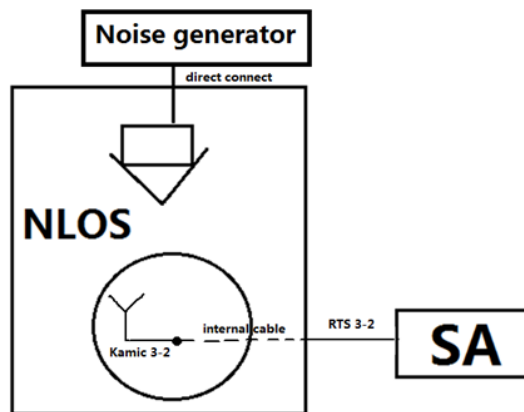 Noise generator
direct connect
NLOS
internal cable
RTS 3-2
Kamic 3-2
SA